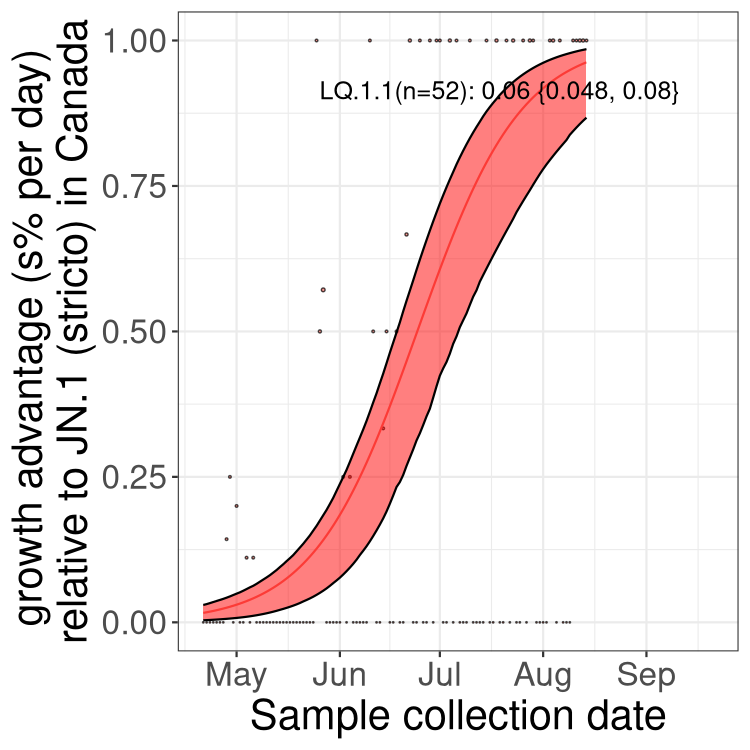 growth advantage (s% per day)
relative to JN.1 (stricto) in Canada
1.00
0.75
0.50
0.25
0.00
LQ.1.1(n=52): 0.06 {0.048, 0.08}
May Jun Jul Aug Sep
Sample collection date